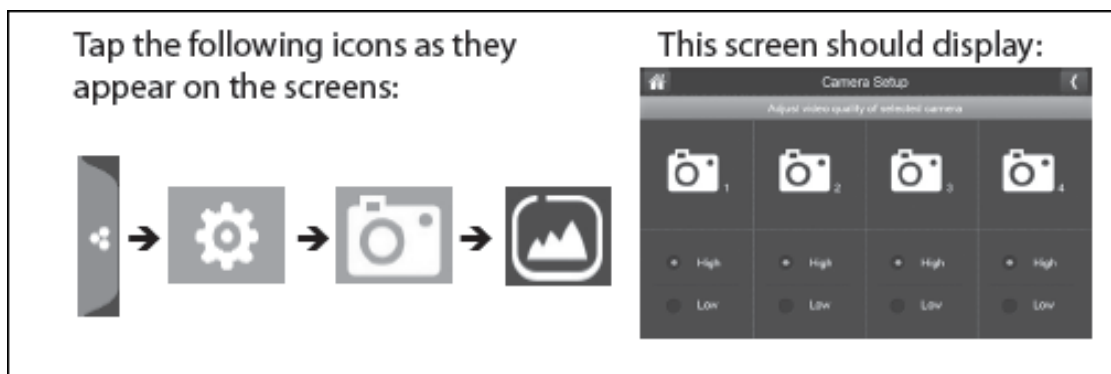 Tap the following icons as they
appear on the screens:
This screen should display:
Camera Setup
Adjust video quality of selected camera
1 2 3 4
High High High High
Low Low Low Low